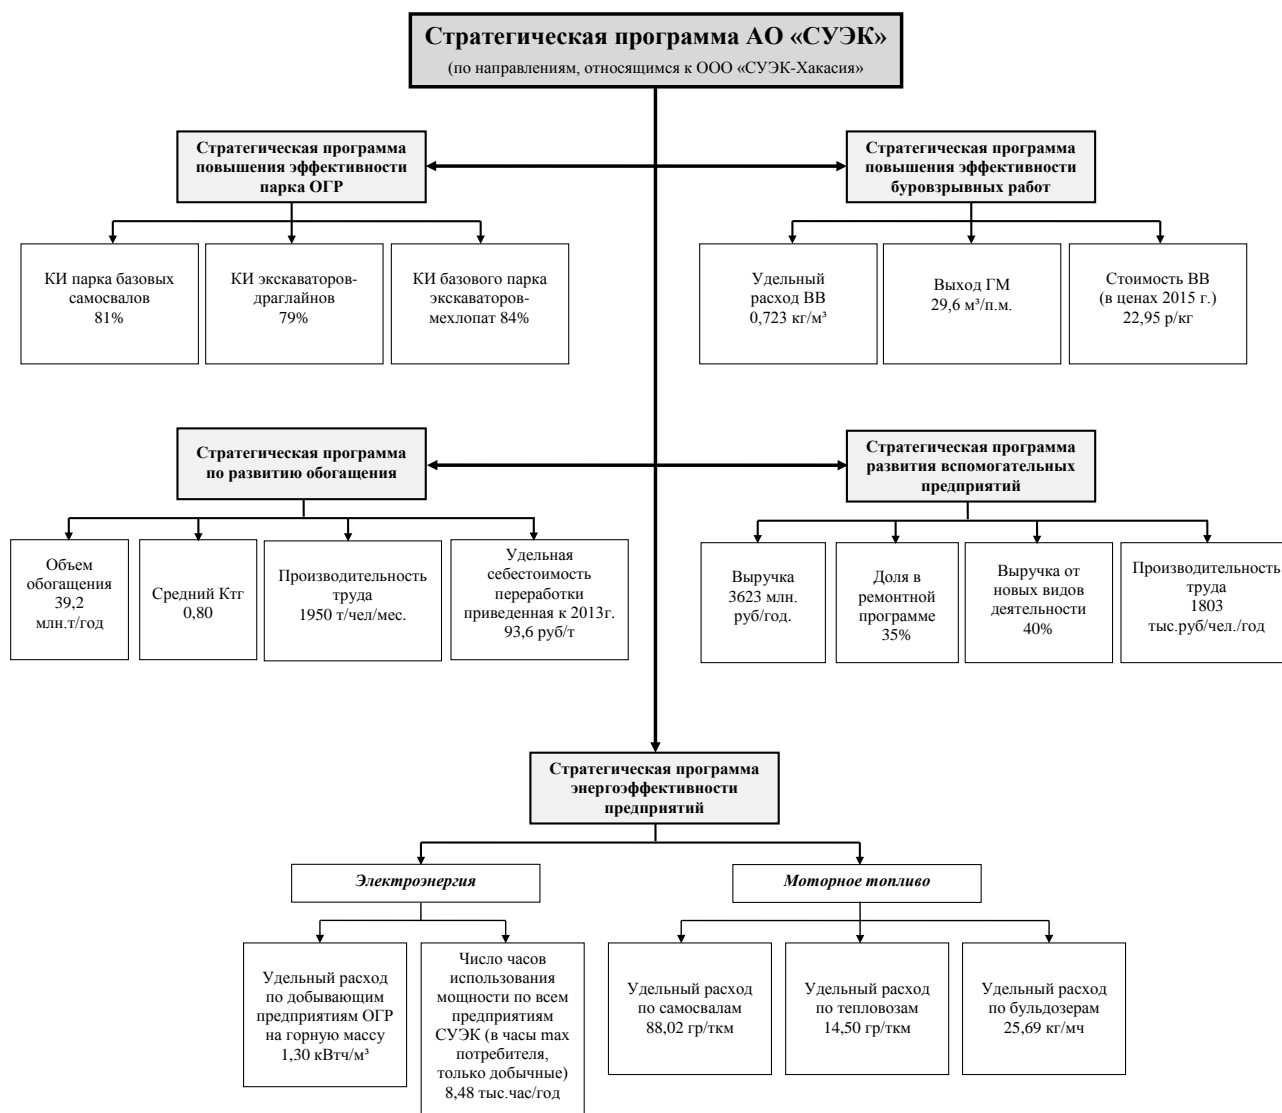 Стратегическая программа АО «СУЭК»
(по направлениям, относящимся к ООО «СУЭК-Хакасия»
Стратегическая программа
повышения эффективности
парка ОГР
Стратегическая программа
повышения эффективности
буровзрывных работ
КИ парка базовых
самосвалов
81%
КИ экскаваторов-
драглайнов
79%
КИ базового парка
экскаваторов-
мехлопат 84%
Удельный
расход ВВ
0,723 кг/м³
Выход ГМ
29,6 м³/п.м.
Стоимость ВВ
(в ценах 2015 г.)
22,95 р/кг
Стратегическая программа
по развитию обогащения
Стратегическая программа
развития вспомогательных
предприятий
Объем
обогащения
39,2
млн.т/год
Средний Ктг
0,80
Производительность
труда
1950 т/чел/мес.
Удельная
себестоимость
переработки
приведенная к 2013г.
93,6 руб/т
Выручка
3623 млн.
руб/год.
Доля в
ремонтной
программе
35%
Выручка от
новых видов
деятельности
40%
Производительность
труда
1803
тыс.руб/чел./год
Стратегическая программа
энергоэффективности
предприятий
Электроэнергия
Моторное топливо
Удельный расход
по добывающим
предприятиям ОГР
на горную массу
1,30 кВтч/м³
Число часов
использования
мощности по всем
предприятиям
СУЭК (в часы max
потребителя,
только добычные)
8,48 тыс.час/год
Удельный расход
по самосвалам
88,02 гр/ткм
Удельный расход
по тепловозам
14,50 гр/ткм
Удельный расход
по бульдозерам
25,69 кг/мч